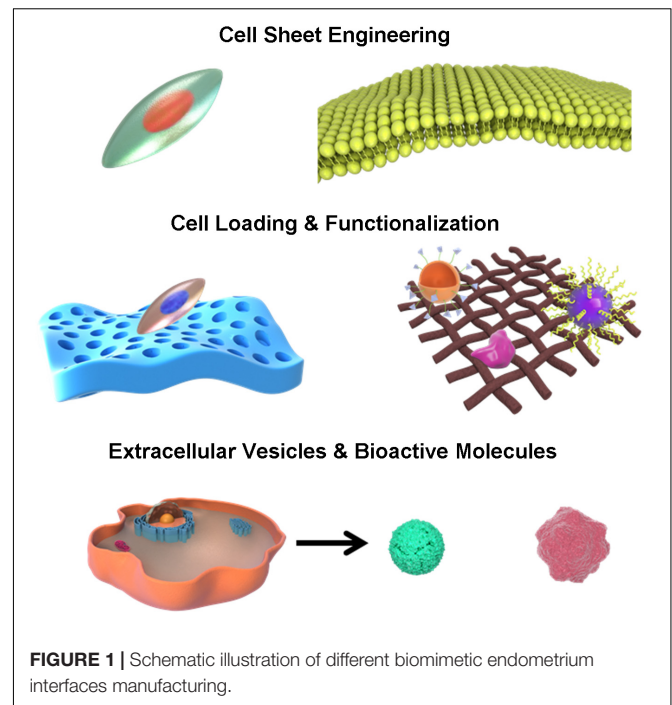 Cell Sheet Engineering
Cell Loading & Functionalization
Extracellular Vesicles & Bioactive Molecules
FIGURE 1 | Schematic illustration of different biomimetic endometrium
interfaces manufacturing.